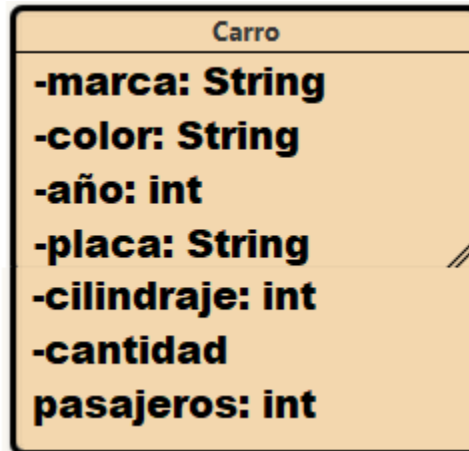 Carro
-marca: String
-color: String
-año: int
-placa: String
-cilindraje: int
-cantidad
pasajeros: int